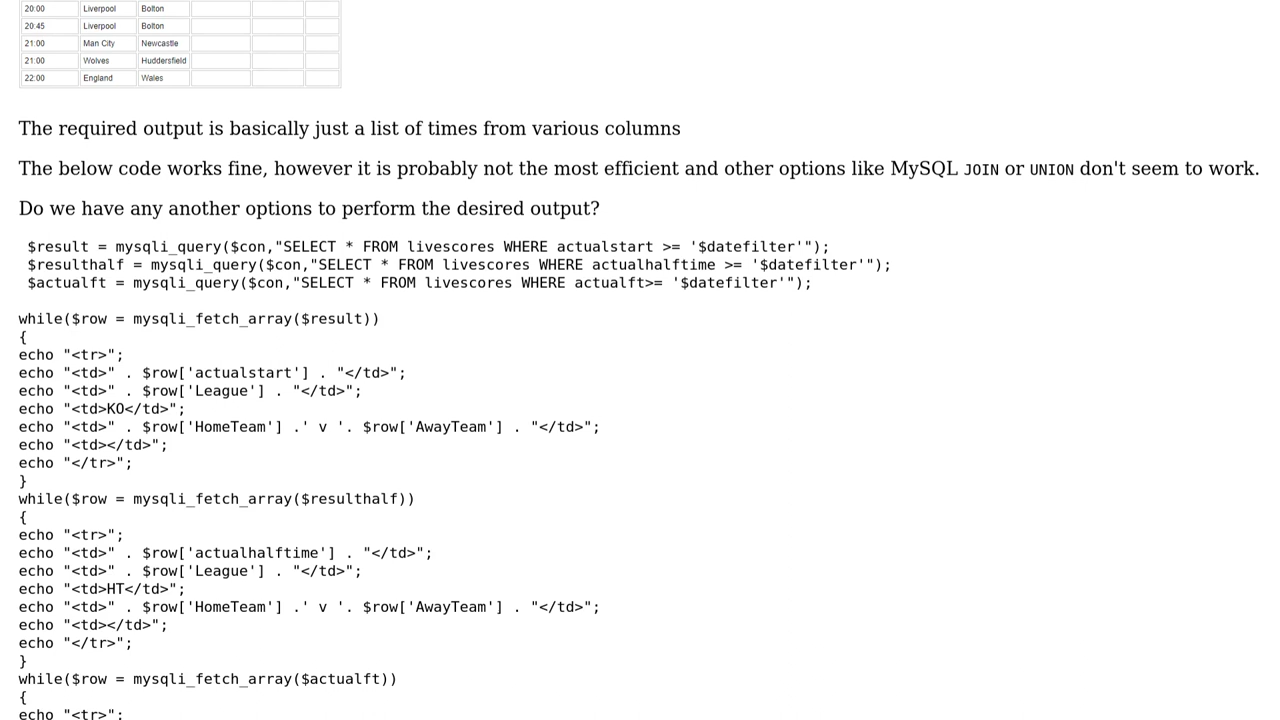 20:00 Liverpool Bolton
20:45 Liverpool Bolton
21:00 Man City Newcastle
21:00 Wolves Huddersfield
22:00 England Wales
The required output is basically just a list of times from various columns
The below code works fine, however it is probably not the most efficient and other options like MySQL JOIN or UNION don't seem to work.
Do we have any another options to perform the desired output?
$result = mysqli_query($con,"SELECT * FROM livescores WHERE actualstart >= '$datefilter'");
$resulthalf = mysqli_query($con,"SELECT * FROM livescores WHERE actualhalftime >= '$datefilter'");
$actualft = mysqli_query($con,"SELECT * FROM livescores WHERE actualft>= '$datefilter'");
while($row = mysqli_fetch_array($result))
{
echo "<tr>";
echo "<td>" . $row['actualstart'] . "</td>";
echo "<td>" . $row['League'] . "</td>";
echo "<td>KO</td>";
echo "<td>" . $row['HomeTeam'] .' v '. $row['AwayTeam'] . "</td>";
echo "<td></td>";
echo "</tr>";
}
while($row = mysqli_fetch_array($resulthalf))
{
echo "<tr>";
echo "<td>" . $row['actualhalftime'] . "</td>";
echo "<td>" . $row['League'] . "</td>";
echo "<td>HT</td>";
echo "<td>" . $row['HomeTeam'] .' v '. $row['AwayTeam'] . "</td>";
echo "<td></td>";
echo "</tr>";
}
while($row = mysqli_fetch_array($actualft))
{
echo "<tr>";